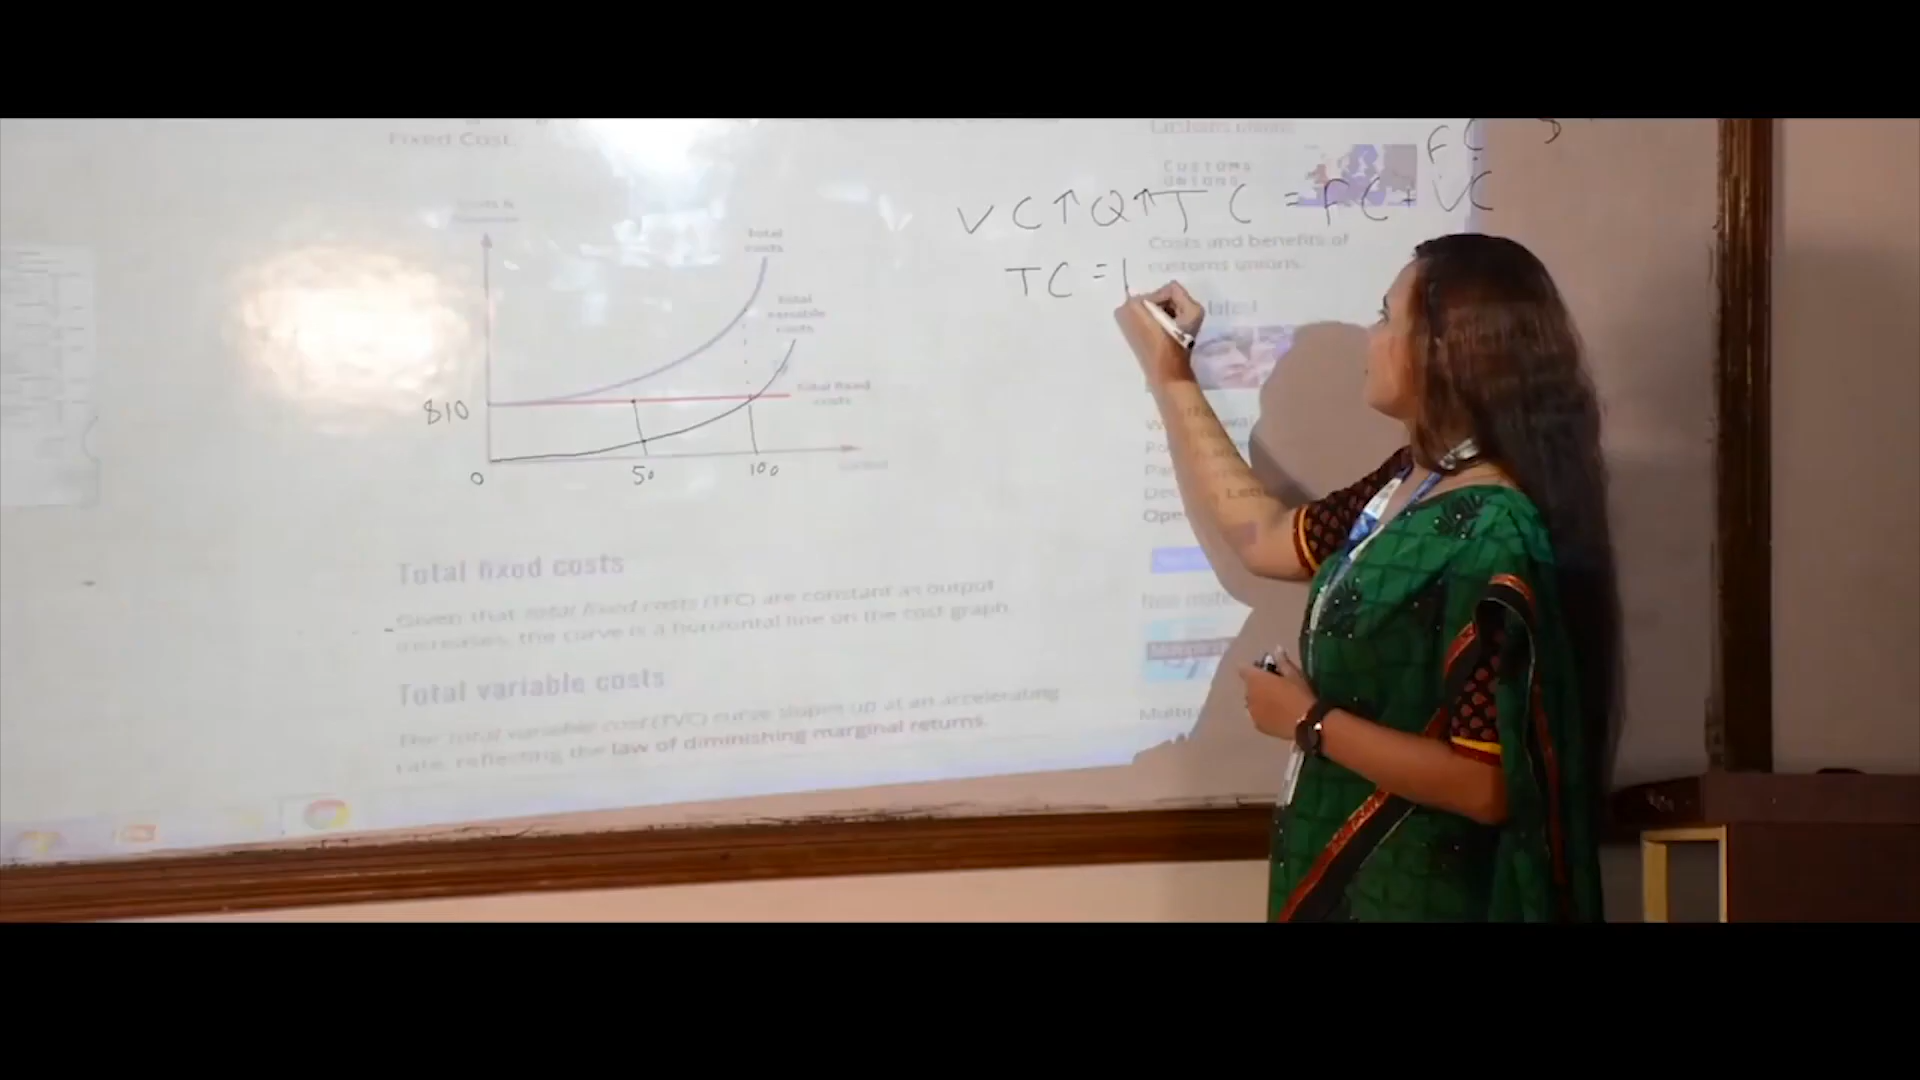 Fixed Cost.
Customs unions
CUSTOMS
UNIONS
FC
VC↑Q↑TC = FC + VC
TC =
Costs and benefits of
customs unions.
total
costs
total
variable
costs
total fixed
costs
$10
0
50
100
Total fixed costs
Given that total fixed costs (TFC) are constant as output
increases, the curve is a horizontal line on the cost graph.
Total variable costs
The total variable cost (TVC) curve slopes up at an accelerating
rate, reflecting the law of diminishing marginal returns.